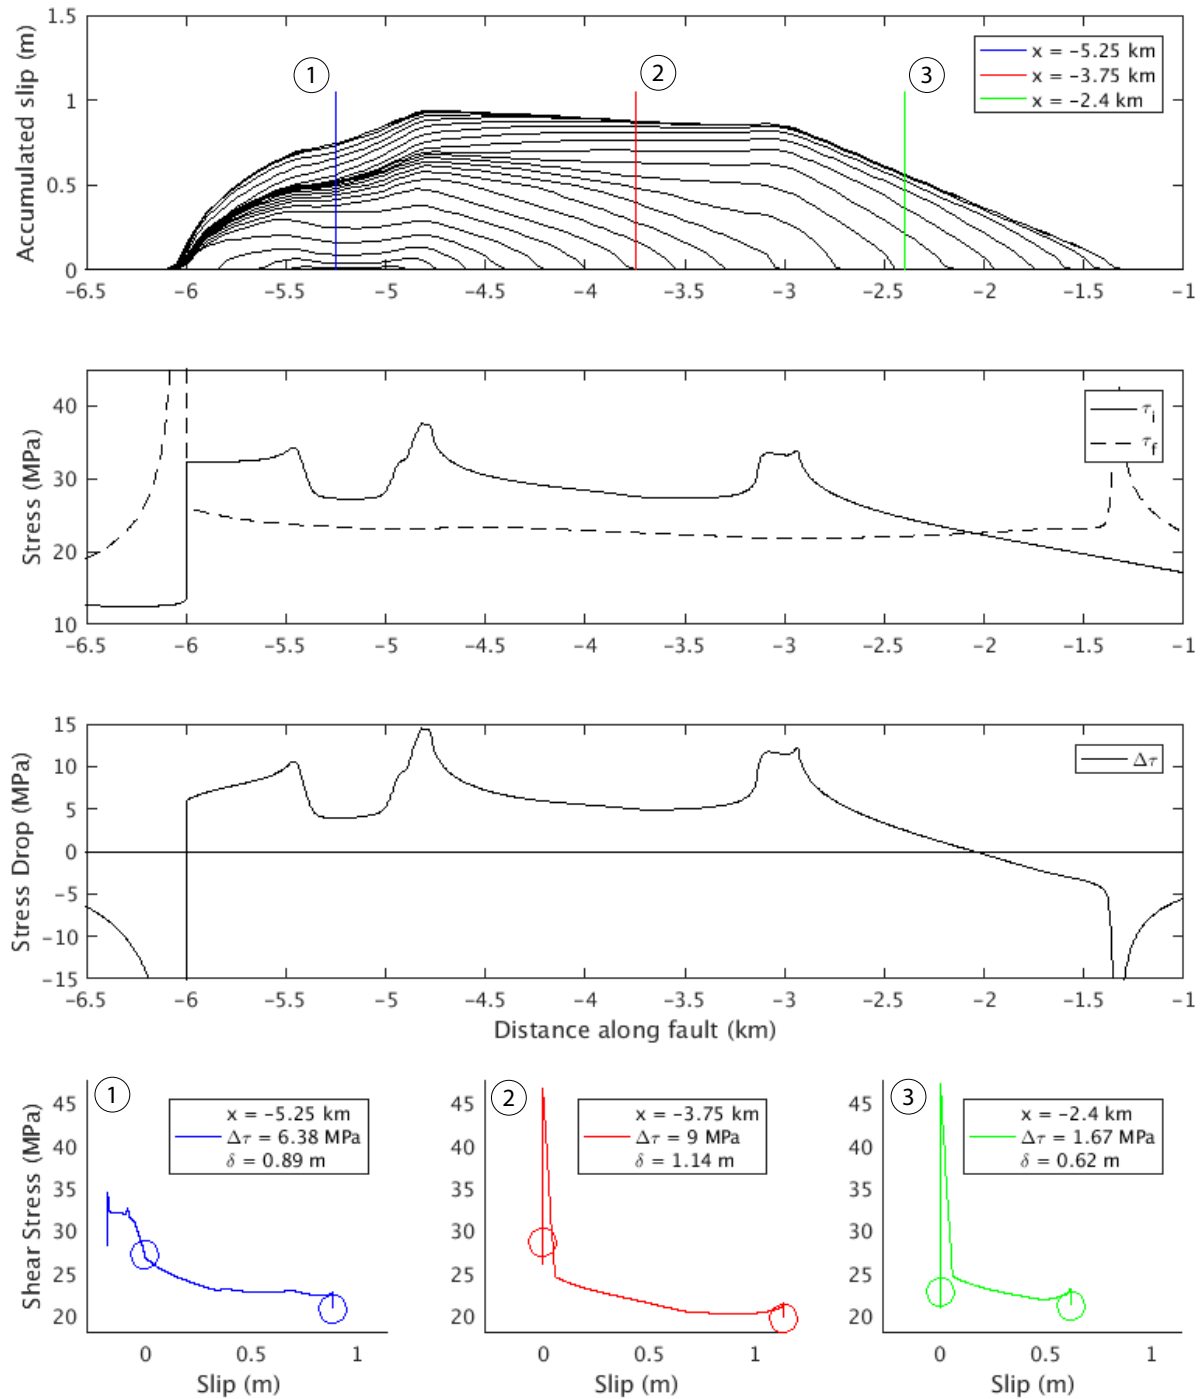 1.5
1
0.5
0
Accumulated slip (m)
1
2
3
x = −5.25 km
x = −3.75 km
x = −2.4 km
−6.5 −6 −5.5 −5 −4.5 −4 −3.5 −3 −2.5 −2 −1.5 −1
40
30
20
10
Stress (MPa)
τi
τf
−6.5 −6 −5.5 −5 −4.5 −4 −3.5 −3 −2.5 −2 −1.5 −1
15
10
5
0
−5
−10
−15
Stress Drop (MPa)
Δτ
−6.5 −6 −5.5 −5 −4.5 −4 −3.5 −3 −2.5 −2 −1.5 −1
Distance along fault (km)
1
45
40
35
30
25
20
Shear Stress (MPa)
x = −5.25 km
Δτ = 6.38 MPa
δ = 0.89 m
0 0.5 1
Slip (m)
2
45
40
35
30
25
20
x = −3.75 km
Δτ = 9 MPa
δ = 1.14 m
0 0.5 1
Slip (m)
3
45
40
35
30
25
20
x = −2.4 km
Δτ = 1.67 MPa
δ = 0.62 m
0 0.5 1
Slip (m)